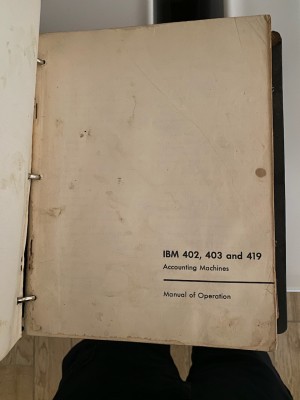 IBM 402, 403 and 419
Accounting Machines
Manual of Operation